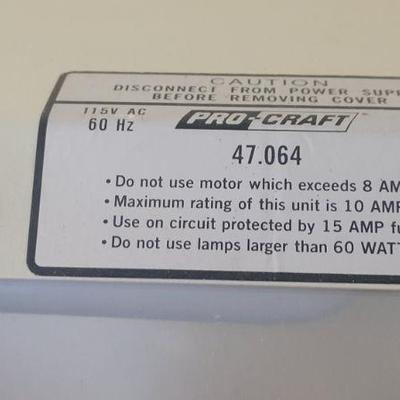 CAUTION
DISCONNECT FROM POWER SUPP
BEFORE REMOVING COVER
115V AC
60 Hz
PRO-CRAFT
47.064
• Do not use motor which exceeds 8 AM
• Maximum rating of this unit is 10 AMP
• Use on circuit protected by 15 AMP fu
• Do not use lamps larger than 60 WATT